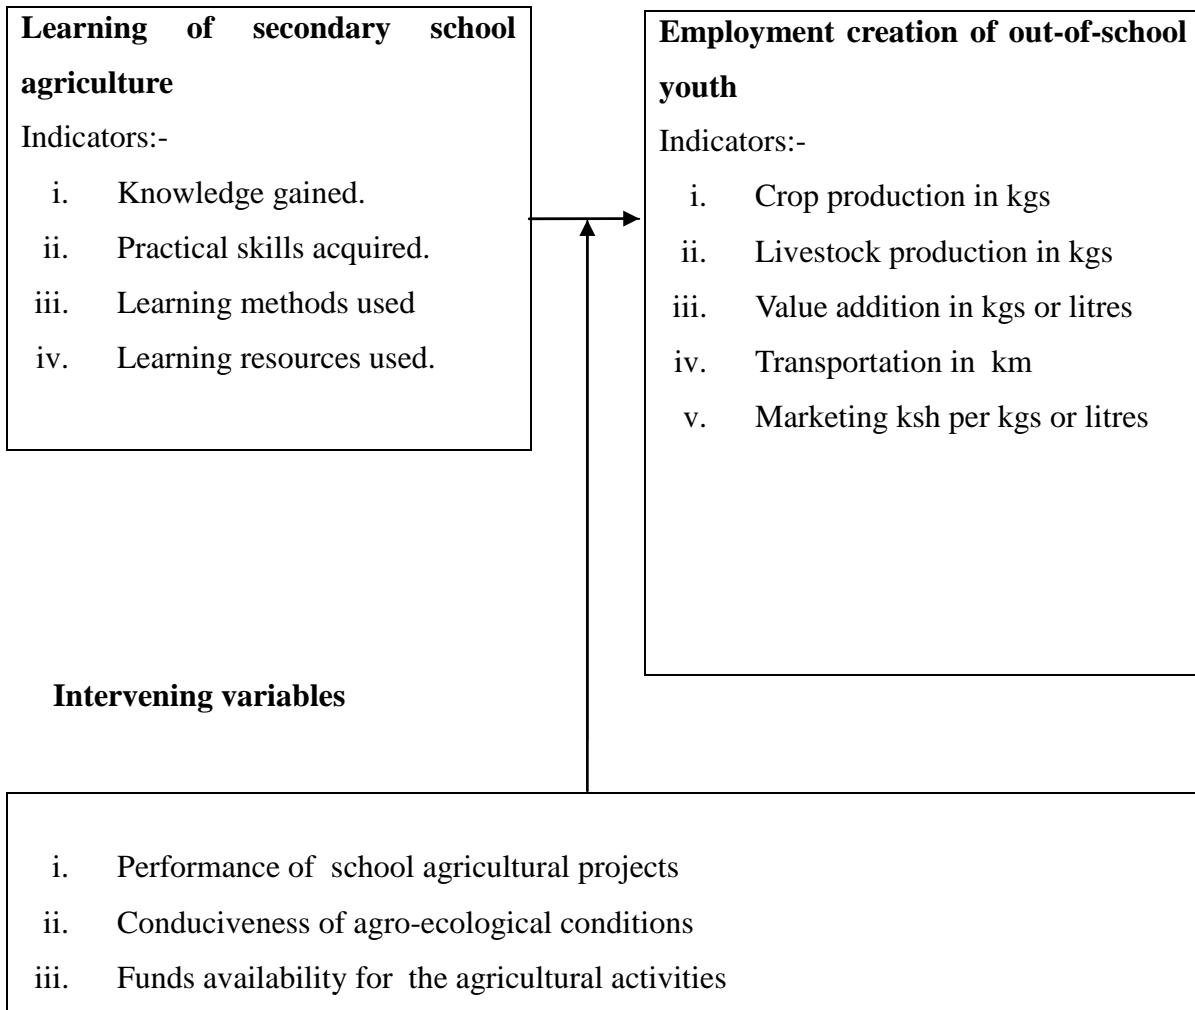 Learning of secondary school
agriculture
Indicators:-
i. Knowledge gained.
ii. Practical skills acquired.
iii. Learning methods used
iv. Learning resources used.
Employment creation of out-of-school
youth
Indicators:-
i. Crop production in kgs
ii. Livestock production in kgs
iii. Value addition in kgs or litres
iv. Transportation in km
v. Marketing ksh per kgs or litres
Intervening variables
i. Performance of school agricultural projects
ii. Conduciveness of agro-ecological conditions
iii. Funds availability for the agricultural activities